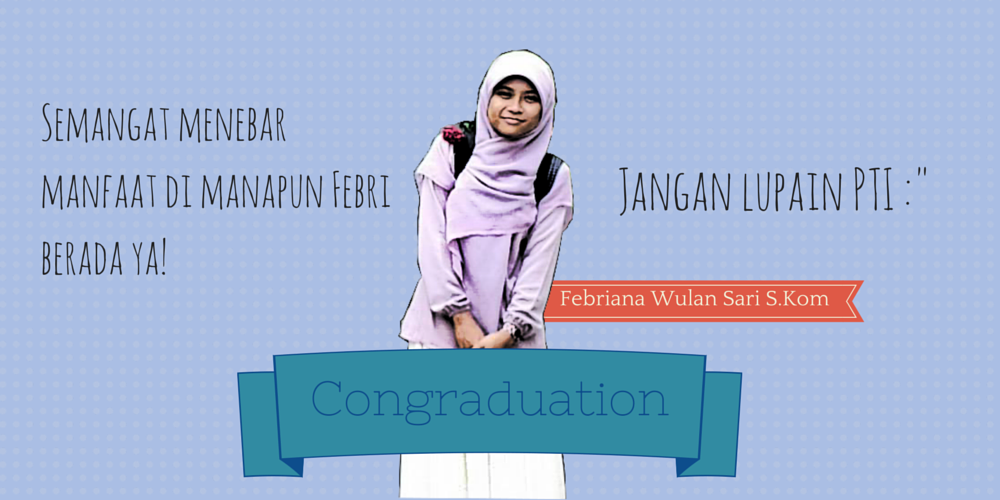 Semangat menebar
manfaat di manapun Febri
berada ya!
Jangan lupain PTI :"
Febriana Wulan Sari S.Kom
Congraduation